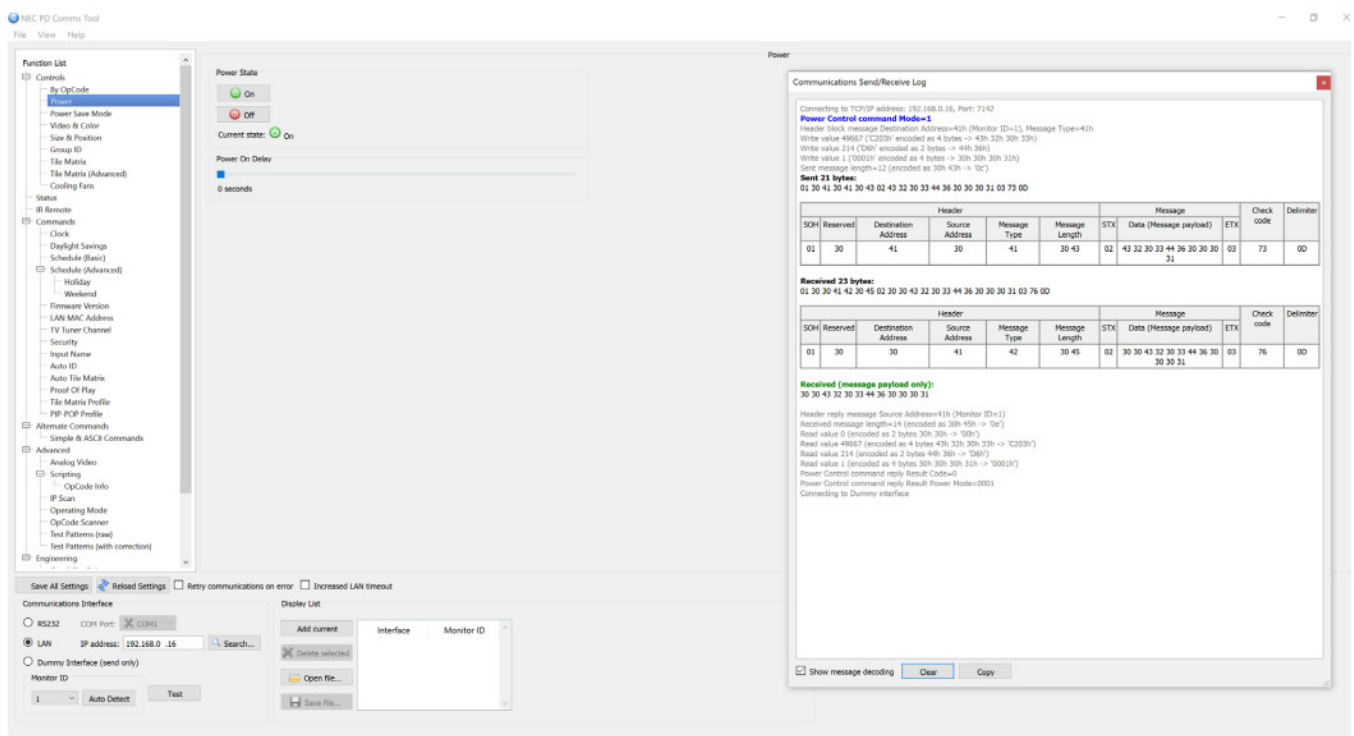 NEC PD Comms Tool
File View Help
Function List
Controls
By OpCode
Power
Power Save Mode
Video & Color
Size & Position
Group ID
Tile Matrix
Tile Matrix (Advanced)
Cooling Fans
Status
IR Remote
Commands
Clock
Daylight Savings
Schedule (Basic)
Schedule (Advanced)
Holiday
Weekend
Firmware Version
LAN MAC Address
TV Tuner Channel
Security
Input Name
Auto ID
Auto Tile Matrix
Proof Of Play
Tile Matrix Profile
PIP-POP Profile
Alternate Commands
Simple & ASCII Commands
Advanced
Analog Video
Scripting
OpCode Info
IP Scan
Operating Mode
OpCode Scanner
Test Patterns (raw)
Test Patterns (with correction)
Engineering
Power
Power State
On
Off
Current state: On
Power On Delay
0 seconds
Communications Send/Receive Log
Connecting to TCP/IP address: 192.168.0.16, Port: 7142
Power Control command Mode=1
Header block message Destination Address=41h (Monitor ID=1), Message Type=41h
Write value 49667 ('C203h' encoded as 4 bytes -> 43h 32h 30h 33h)
Write value 214 ('D6h' encoded as 2 bytes -> 44h 36h)
Write value 1 ('0001h' encoded as 4 bytes -> 30h 30h 30h 31h)
Sent message length=12 (encoded as 30h 43h -> '0c')
Sent 21 bytes:
01 30 41 30 41 30 43 02 43 32 30 33 44 36 30 30 30 31 03 73 0D
Header Message Check code Delimiter
SOH Reserved Destination Address Source Address Message Type Message Length STX Data (Message payload) ETX
01 30 41 30 41 30 43 02 43 32 30 33 44 36 30 30 30 31 03 73 0D
Received 23 bytes:
01 30 30 41 42 30 45 02 30 30 43 32 30 33 44 36 30 30 30 31 03 76 0D
Header Message Check code Delimiter
SOH Reserved Destination Address Source Address Message Type Message Length STX Data (Message payload) ETX
01 30 30 41 42 30 45 02 30 30 43 32 30 33 44 36 30 30 30 31 03 76 0D
Received (message payload only):
30 30 43 32 30 33 44 36 30 30 30 31
Header reply message Source Address=41h (Monitor ID=1)
Received message length=14 (encoded as 30h 45h -> '0e')
Read value 0 (encoded as 2 bytes 30h 30h -> '00h')
Read value 49667 (encoded as 4 bytes 43h 32h 30h 33h -> 'C203h')
Read value 214 (encoded as 2 bytes 44h 36h -> 'D6h')
Read value 1 (encoded as 4 bytes 30h 30h 30h 31h -> '0001h')
Power Control command reply Result Code=0
Power Control command reply Result Power Mode=0001
Connecting to Dummy interface
Show message decoding Clear Copy
Save All Settings Reload Settings Retry communications on error Increased LAN timeout
Communications Interface
RS232 COM Port: COM1
LAN IP address: 192.168.0 .16 Search...
Dummy Interface (send only)
Monitor ID
1 Auto Detect Test
Display List
Add current
Delete selected
Open file...
Save file...
Interface Monitor ID